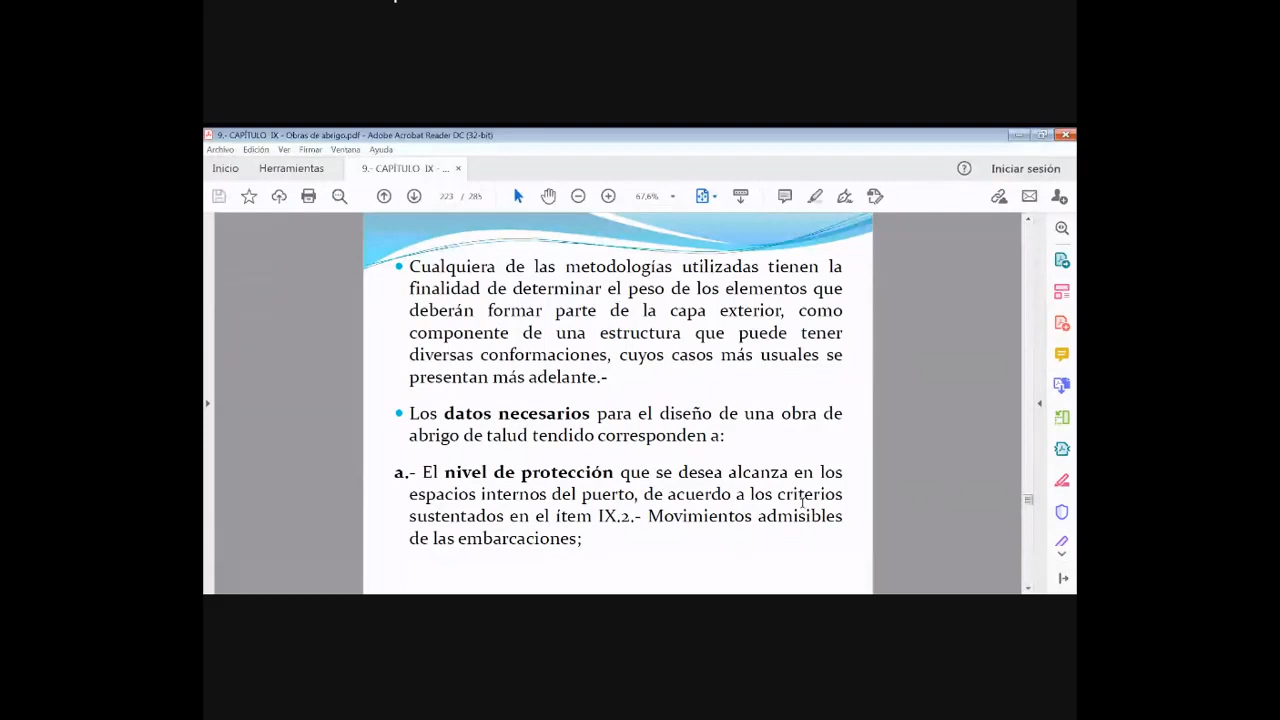 9.- CAPÍTULO IX - Obras de abrigo.pdf - Adobe Acrobat Reader DC (32-bit)
Archivo Edición Ver Firmar Ventana Ayuda
Inicio Herramientas 9.- CAPÍTULO IX - ... × Iniciar sesión
223 / 285 67,6%
• Cualquiera de las metodologías utilizadas tienen la
finalidad de determinar el peso de los elementos que
deberán formar parte de la capa exterior, como
componente de una estructura que puede tener
diversas conformaciones, cuyos casos más usuales se
presentan más adelante.-
• Los datos necesarios para el diseño de una obra de
abrigo de talud tendido corresponden a:
a.- El nivel de protección que se desea alcanza en los
espacios internos del puerto, de acuerdo a los criterios
sustentados en el ítem IX.2.- Movimientos admisibles
de las embarcaciones;